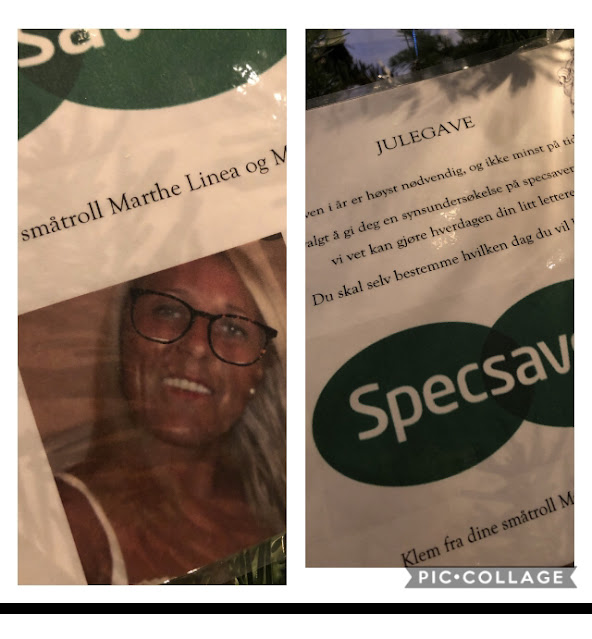 sav
småtroll Marthe Linea og M
JULEGAVE
ven i år er høyst nødvendig, og ikke minst på tid
valgt å gi deg en synsundersøkelse på specsaver
vi vet kan gjøre hverdagen din litt lettere
Du skal selv bestemme hvilken dag du vil
Specsave
Klem fra dine småtroll M
PIC•COLLAGE